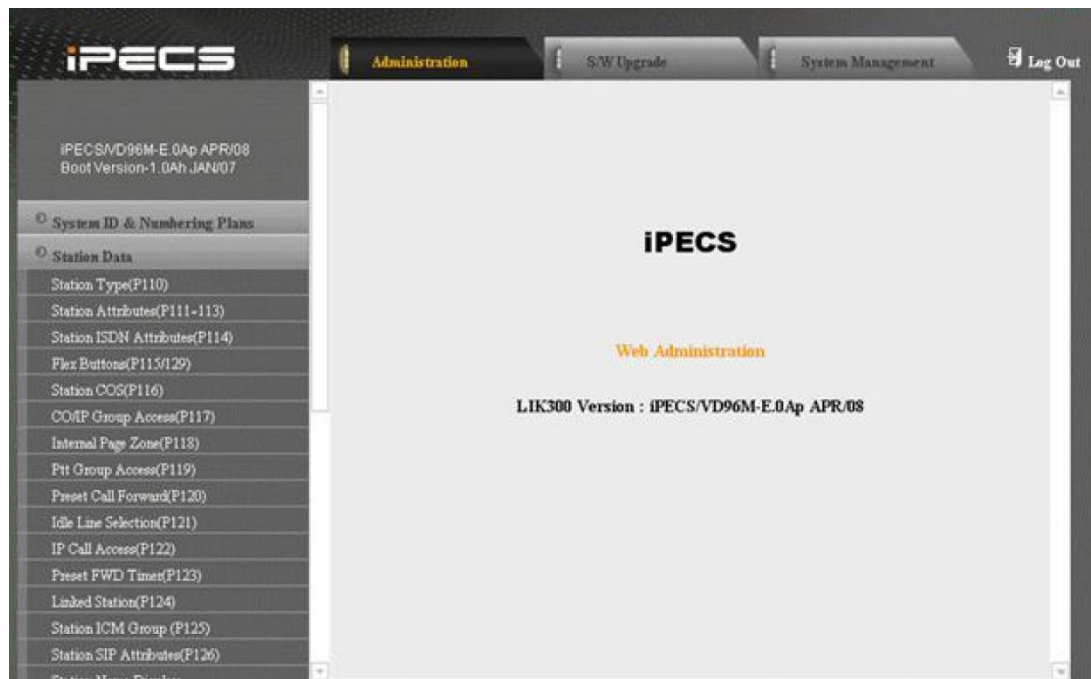 iPECS
Administration
S/W Upgrade
System Management
Log Out
iPECS/VD96M-E.0Ap APR/08
Boot Version-1.0Ah JAN/07
System ID & Numbering Plans
Station Data
Station Type(P110)
Station Attributes(P111~113)
Station ISDN Attributes(P114)
Flex Buttons(P115/129)
Station COS(P116)
CO/IP Group Access(P117)
Internal Page Zone(P118)
Ptt Group Access(P119)
Preset Call Forward(P120)
Idle Line Selection(P121)
IP Call Access(P122)
Preset FWD Timer(P123)
Linked Station(P124)
Station ICM Group (P125)
Station SIP Attributes(P126)
iPECS
Web Administration
LIK300 Version : iPECS/VD96M-E.0Ap APR/08